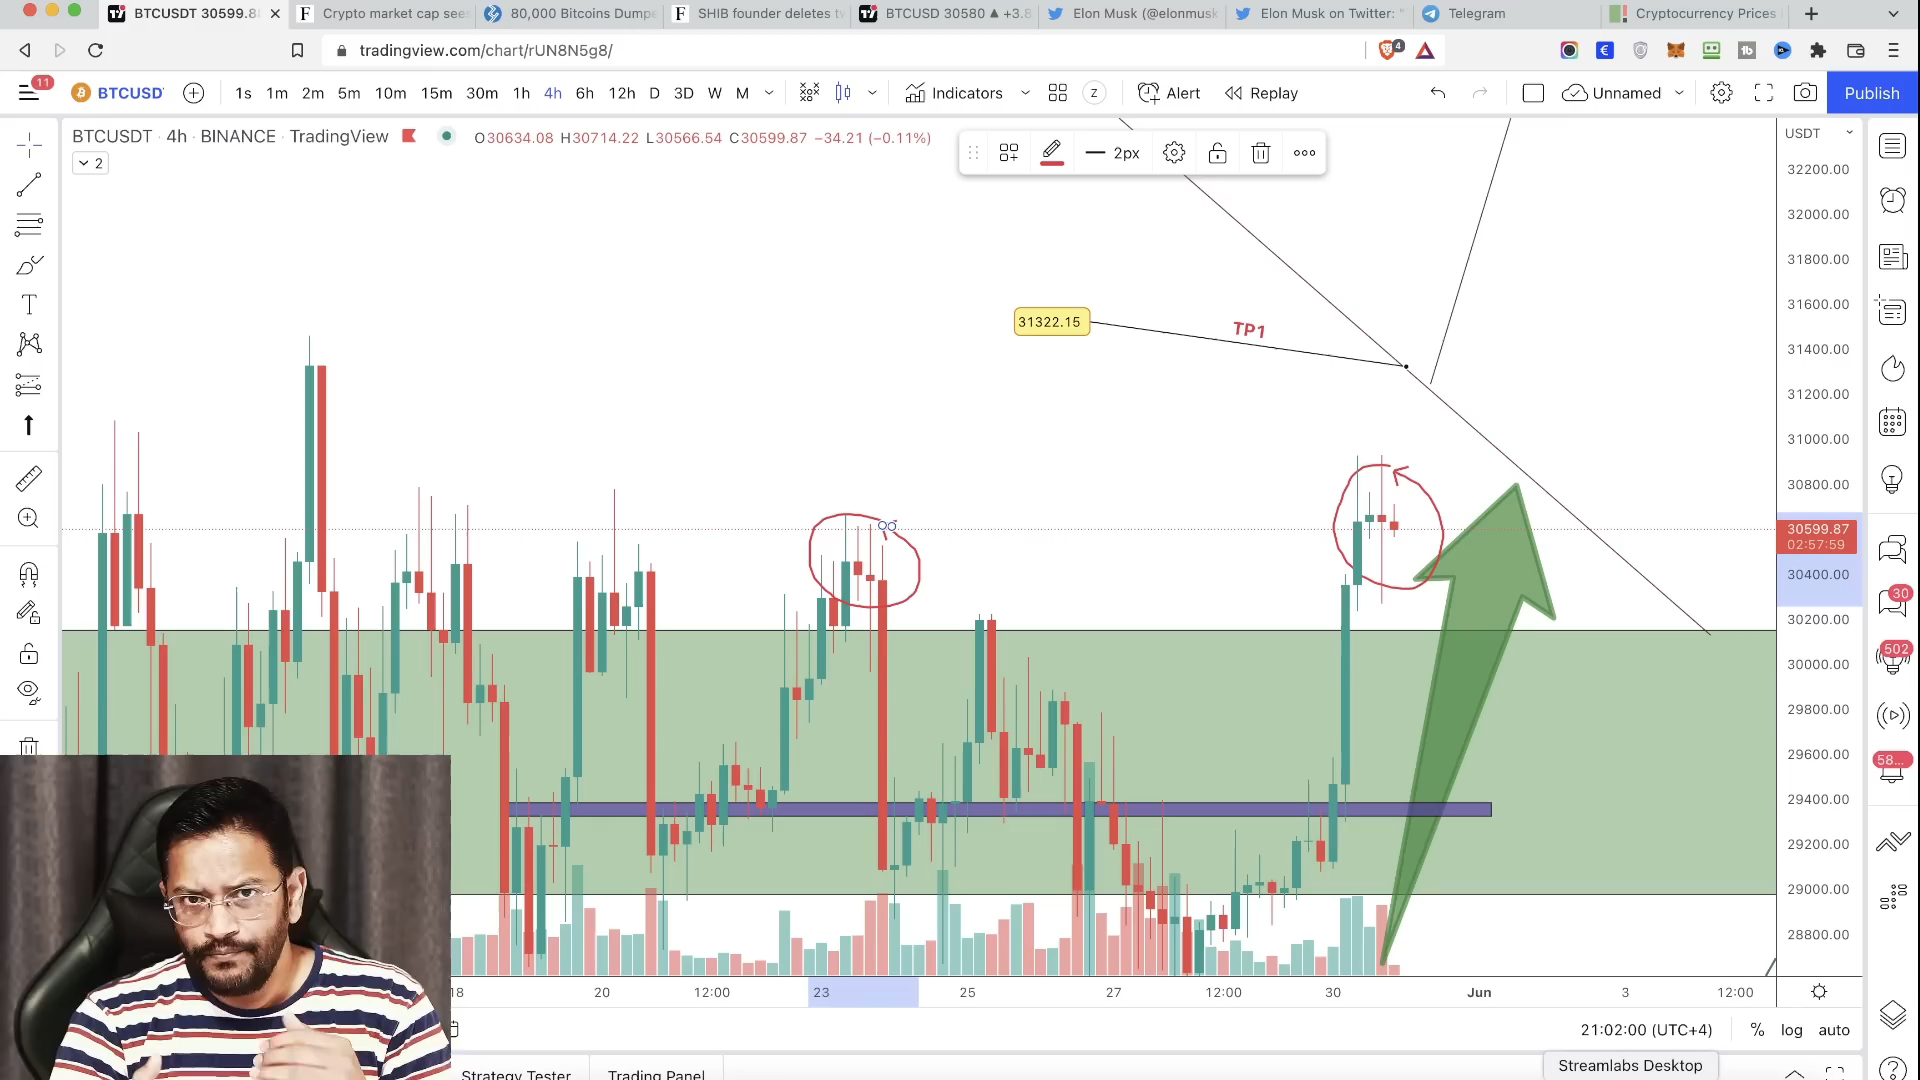 BTCUSDT 30599.8
Crypto market cap see
80,000 Bitcoins Dumpe
SHIB founder deletes tw
BTCUSD 30580 ▲ +3.8
Elon Musk (@elonmusk
Elon Musk on Twitter: "
Telegram
Cryptocurrency Prices
tradingview.com/chart/rUN8N5g8/
4
11
BTCUSD
1s 1m 2m 5m 10m 15m 30m 1h 4h 6h 12h D 3D W M
Indicators
Z
Alert
Replay
Unnamed
Publish
BTCUSDT · 4h · BINANCE · TradingView
O30634.08 H30714.22 L30566.54 C30599.87 −34.21 (−0.11%)
2px
2
USDT
32200.00
32000.00
31800.00
31600.00
31400.00
31200.00
31000.00
30800.00
30599.87
02:57:59
30400.00
30200.00
30000.00
29800.00
29600.00
29400.00
29200.00
29000.00
28800.00
31322.15
TP1
30
502
58...
18 20 12:00 23 25 27 12:00 30 Jun 3 12:00
21:02:00 (UTC+4)
% log auto
Strategy Tester
Trading Panel
Streamlabs Desktop